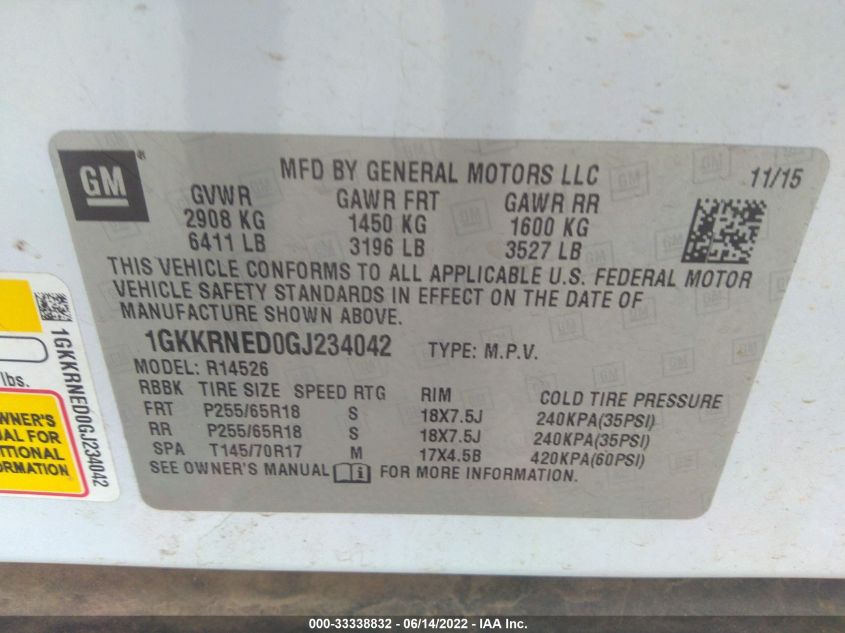 GM
MFD BY GENERAL MOTORS LLC
11/15
GVWR GAWR FRT GAWR RR
2908 KG 1450 KG 1600 KG
6411 LB 3196 LB 3527 LB
THIS VEHICLE CONFORMS TO ALL APPLICABLE U.S. FEDERAL MOTOR
VEHICLE SAFETY STANDARDS IN EFFECT ON THE DATE OF
MANUFACTURE SHOWN ABOVE.
1GKKRNED0GJ234042 TYPE: M.P.V.
MODEL: R14526
RBBK TIRE SIZE SPEED RTG RIM COLD TIRE PRESSURE
FRT P255/65R18 S 18X7.5J 240KPA(35PSI)
RR P255/65R18 S 18X7.5J 240KPA(35PSI)
SPA T145/70R17 M 17X4.5B 420KPA(60PSI)
SEE OWNER'S MANUAL FOR MORE INFORMATION.
lbs.
OWNER'S
UAL FOR
DITIONAL
ORMATION
1GKKRNED0GJ234042
000-33338832 - 06/14/2022 - IAAI Inc.